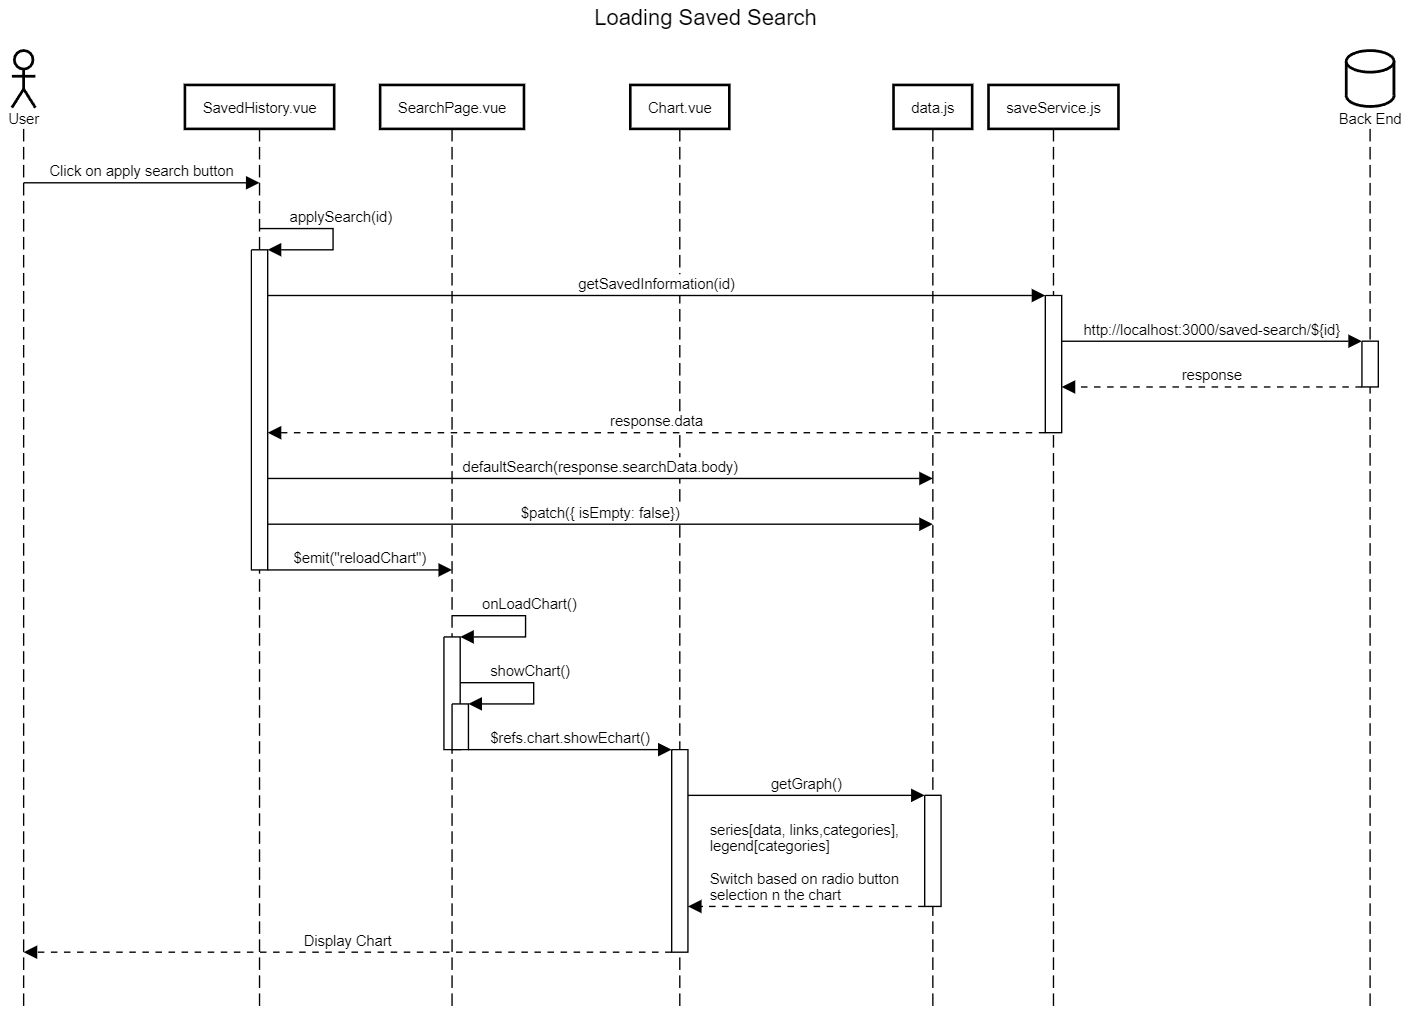 Loading Saved Search
User
SavedHistory.vue
SearchPage.vue
Chart.vue
data.js
saveService.js
Back End
Click on apply search button
applySearch(id)
getSavedInformation(id)
http://localhost:3000/saved-search/${id}
response
response.data
defaultSearch(response.searchData.body)
$patch({ isEmpty: false})
$emit("reloadChart")
onLoadChart()
showChart()
$refs.chart.showEchart()
getGraph()
series[data, links,categories],
legend[categories]
Switch based on radio button
selection n the chart
Display Chart